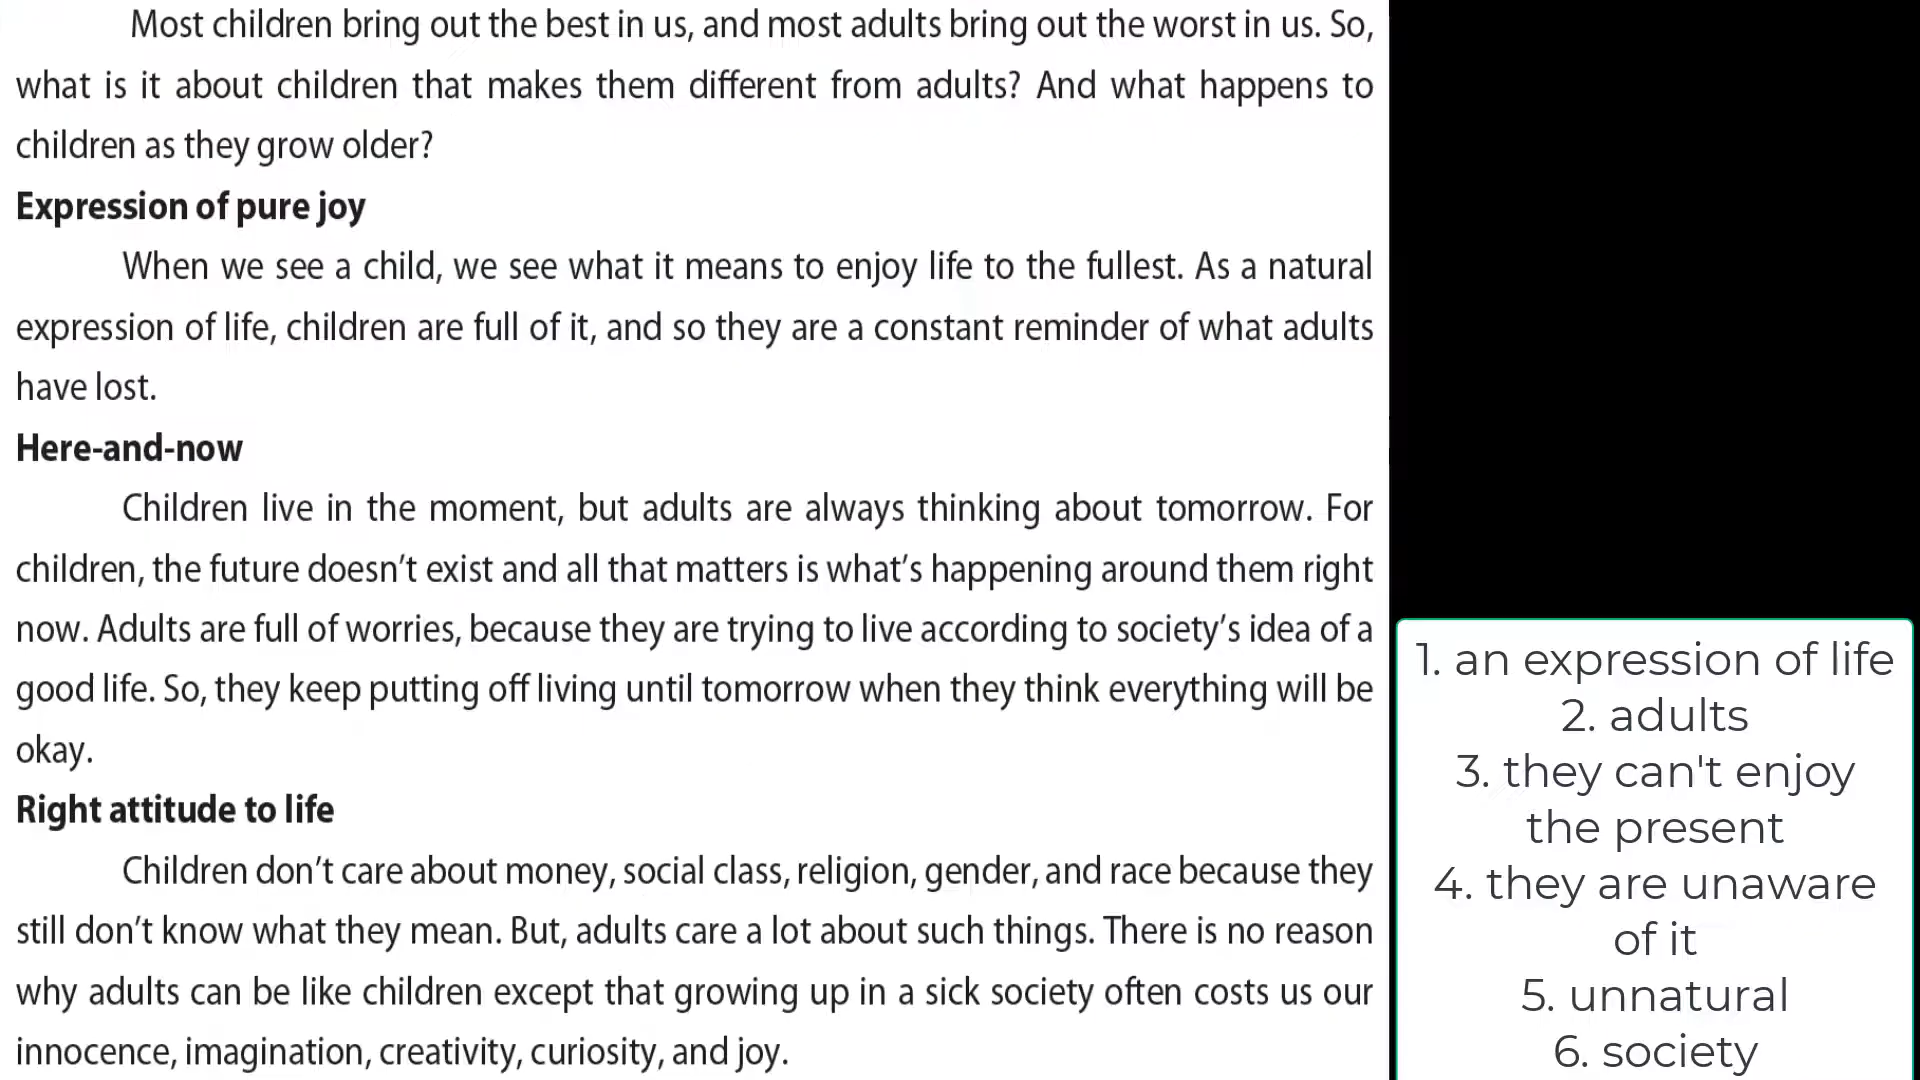 Most children bring out the best in us, and most adults bring out the worst in us. So,
what is it about children that makes them different from adults? And what happens to
children as they grow older?
Expression of pure joy
When we see a child, we see what it means to enjoy life to the fullest. As a natural
expression of life, children are full of it, and so they are a constant reminder of what adults
have lost.
Here-and-now
Children live in the moment, but adults are always thinking about tomorrow. For
children, the future doesn’t exist and all that matters is what’s happening around them right
now. Adults are full of worries, because they are trying to live according to society’s idea of a
good life. So, they keep putting off living until tomorrow when they think everything will be
okay.
Right attitude to life
Children don’t care about money, social class, religion, gender, and race because they
still don’t know what they mean. But, adults care a lot about such things. There is no reason
why adults can be like children except that growing up in a sick society often costs us our
innocence, imagination, creativity, curiosity, and joy.
1. an expression of life
2. adults
3. they can't enjoy
the present
4. they are unaware
of it
5. unnatural
6. society